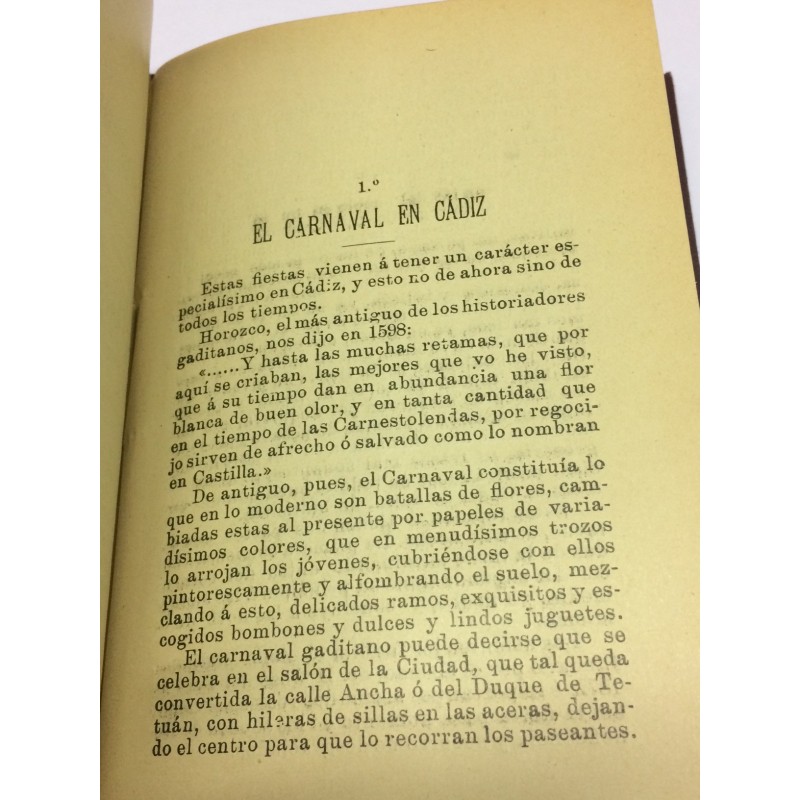 1.º
EL CARNAVAL EN CÁDIZ
Estas fiestas vienen á tener un carácter es-
pecialísimo en Cádiz, y esto no de ahora sino de
todos los tiempos.
Horozco, el más antiguo de los historiadores
gaditanos, nos dijo en 1598:
«......Y hasta las muchas retamas, que por
aquí se criaban, las mejores que yo he visto,
que á su tiempo dan en abundancia una flor
blanca de buen olor, y en tanta cantidad que
en el tiempo de las Carnestolendas, por regoci-
jo sirven de afrecho ó salvado como lo nombran
en Castilla.»
De antiguo, pues, el Carnaval constituía lo
que en lo moderno son batallas de flores, cam-
biadas estas al presente por papeles de varia-
dísimos colores, que en menudísimos trozos
lo arrojan los jóvenes, cubriéndose con ellos
pintorescamente y alfombrando el suelo, mez-
clando á esto, delicados ramos, exquisitos y es-
cogidos bombones y dulces y lindos juguetes.
El carnaval gaditano puede decirse que se
celebra en el salón de la Ciudad, que tal queda
convertida la calle Ancha ó del Duque de Te-
tuán, con hileras de sillas en las aceras, dejan-
do el centro para que lo recorran los paseantes.